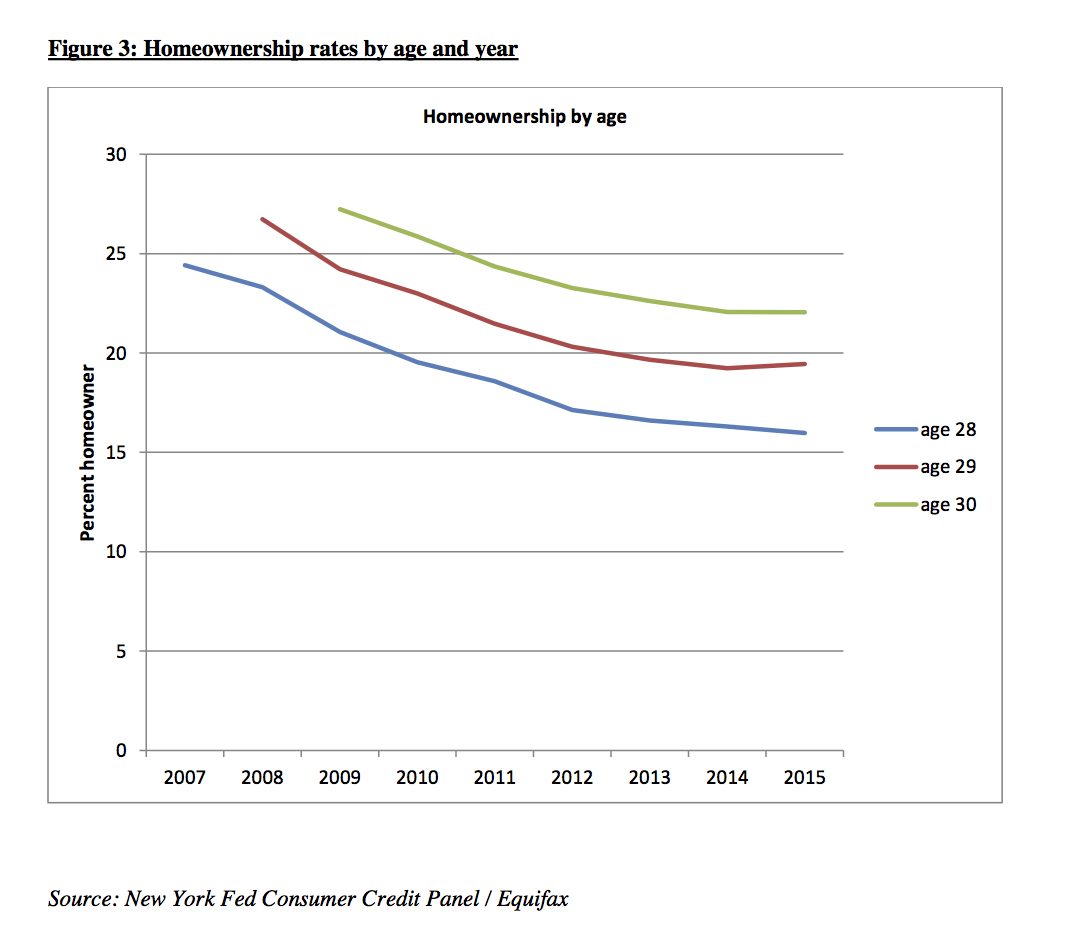 Figure 3: Homeownership rates by age and year
Homeownership by age
30
25
20
15
10
5
0
Percent homeowner
2007 2008 2009 2010 2011 2012 2013 2014 2015
age 28
age 29
age 30
Source: New York Fed Consumer Credit Panel / Equifax